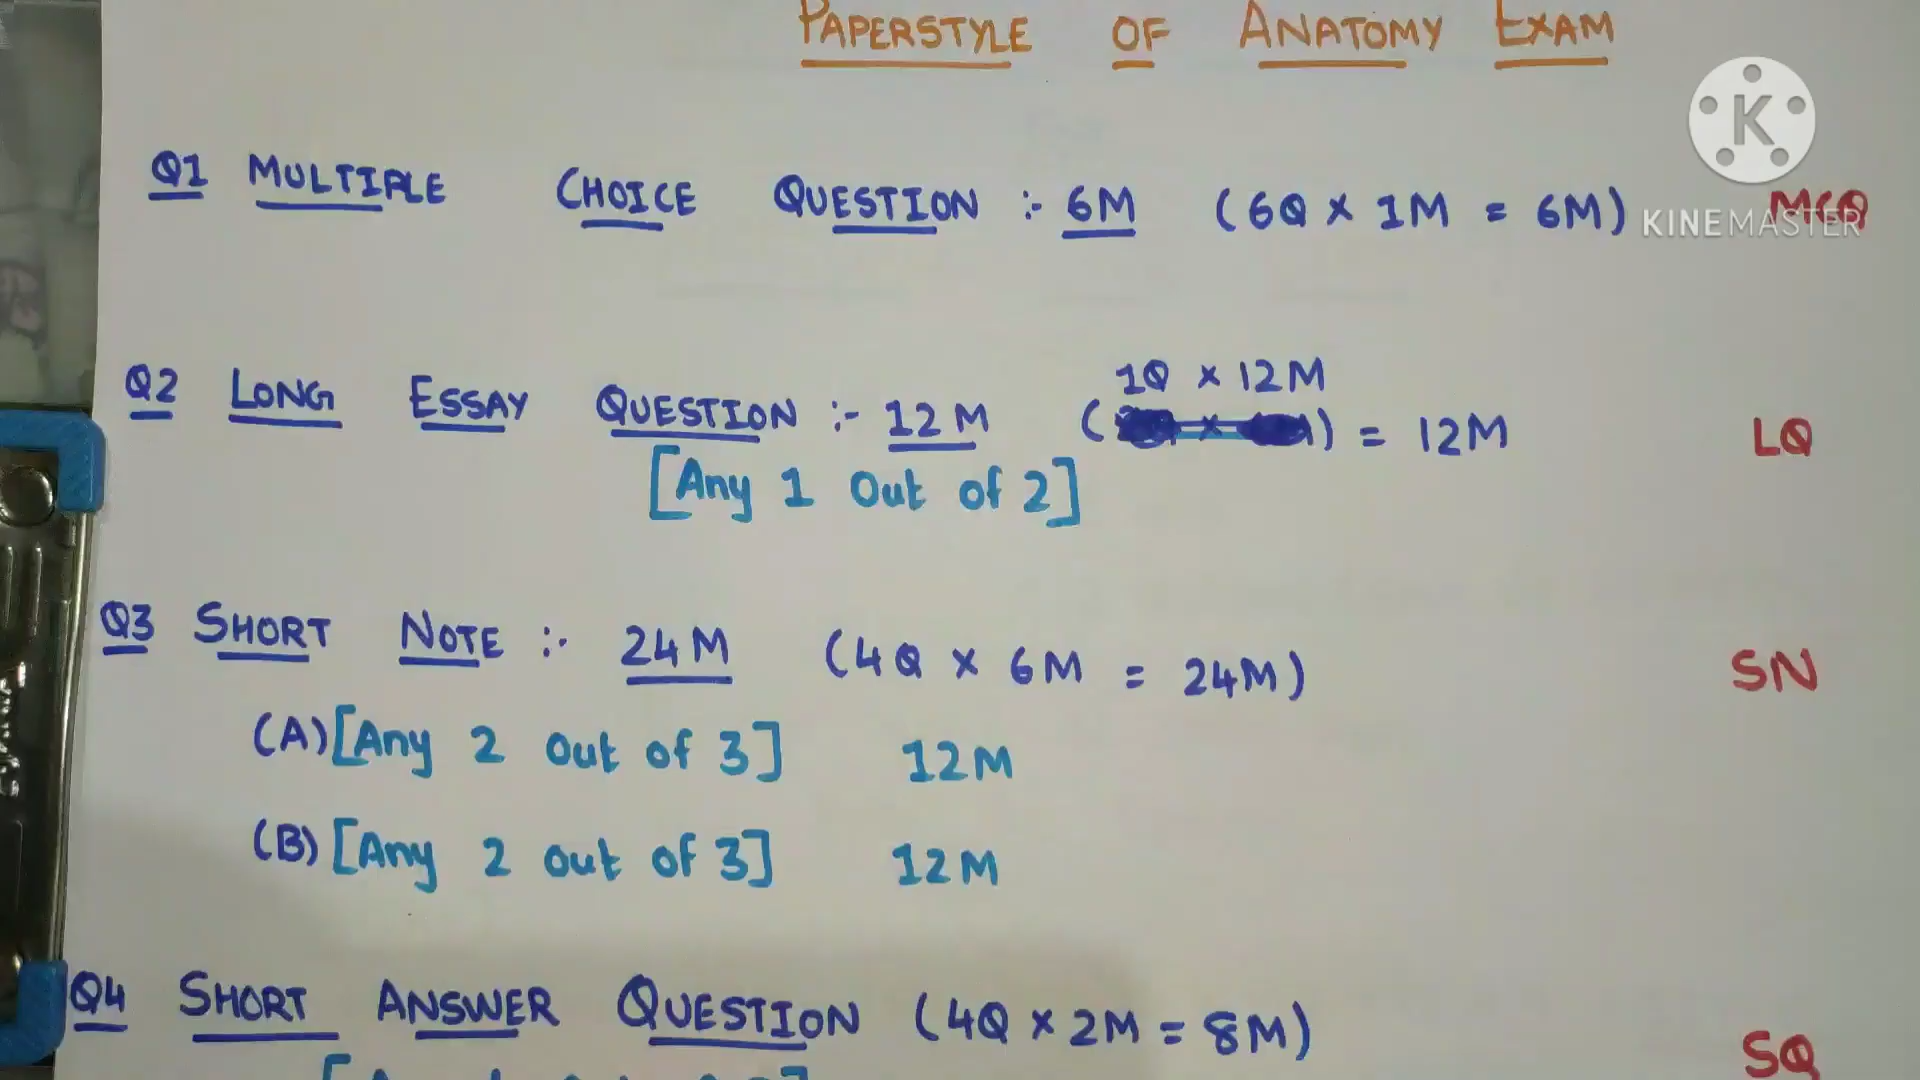 PAPERSTYLE OF ANATOMY EXAM
K
KINEMASTER
Q1 MULTIPLE CHOICE QUESTION :- 6M (6Q x 1M = 6M) MCQ
1Q x 12M
Q2 LONG ESSAY QUESTION :- 12M ( ) = 12M LQ
[Any 1 Out of 2]
Q3 SHORT NOTE :- 24M (4Q x 6M = 24M) SN
(A) [Any 2 Out of 3] 12M
(B) [Any 2 Out of 3] 12M
Q4 SHORT ANSWER QUESTION (4Q x 2M = 8M) SQ